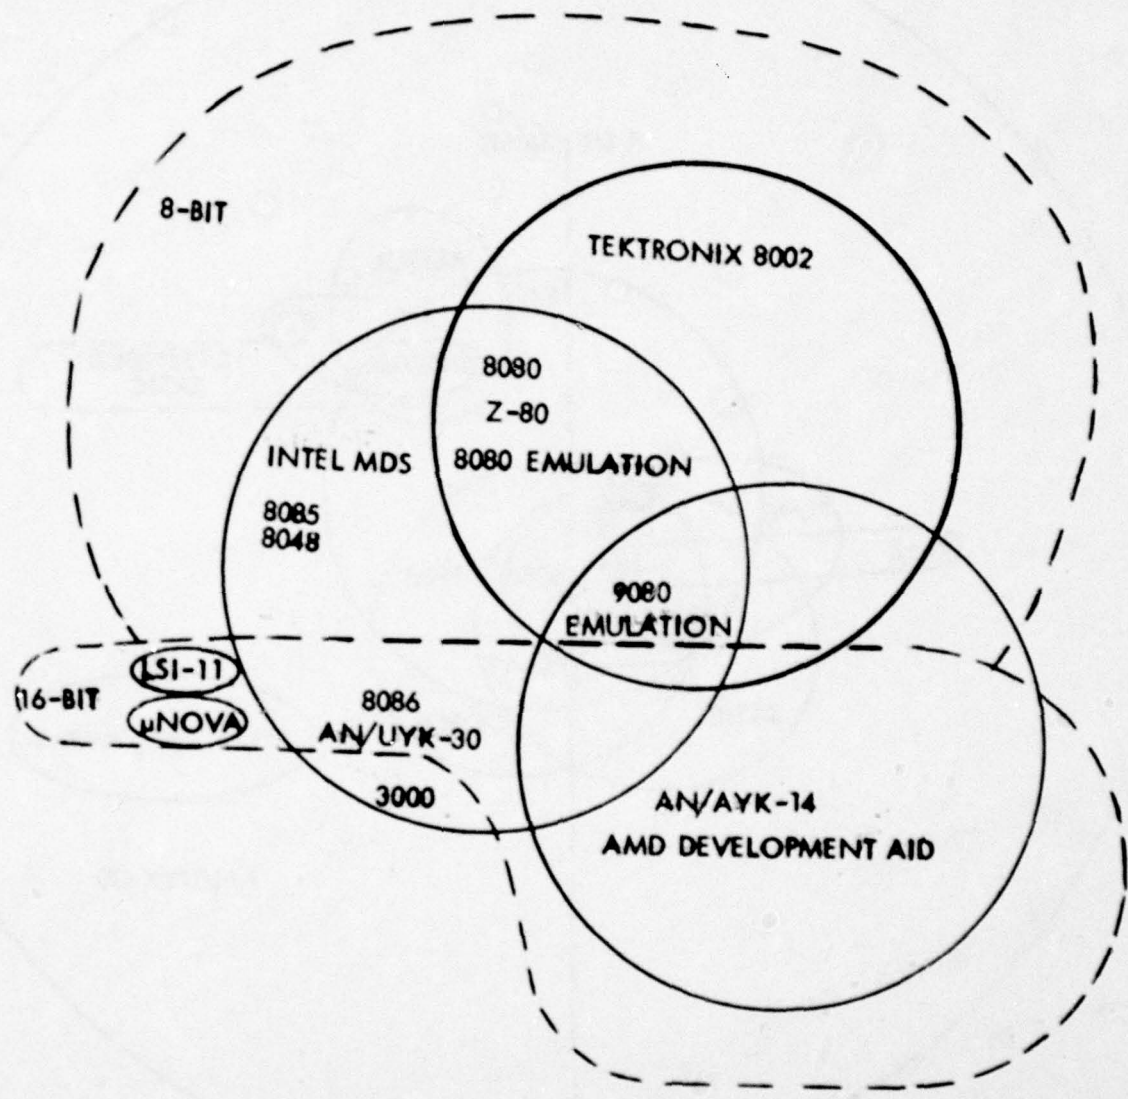 8-BIT
TEKTRONIX 8002
8080
Z-80
INTEL MDS
8080 EMULATION
8085
8048
9080
EMULATION
LSI-11
16-BIT
8086
µNOVA
AN/UYK-30
3000
AN/AYK-14
AMD DEVELOPMENT AID